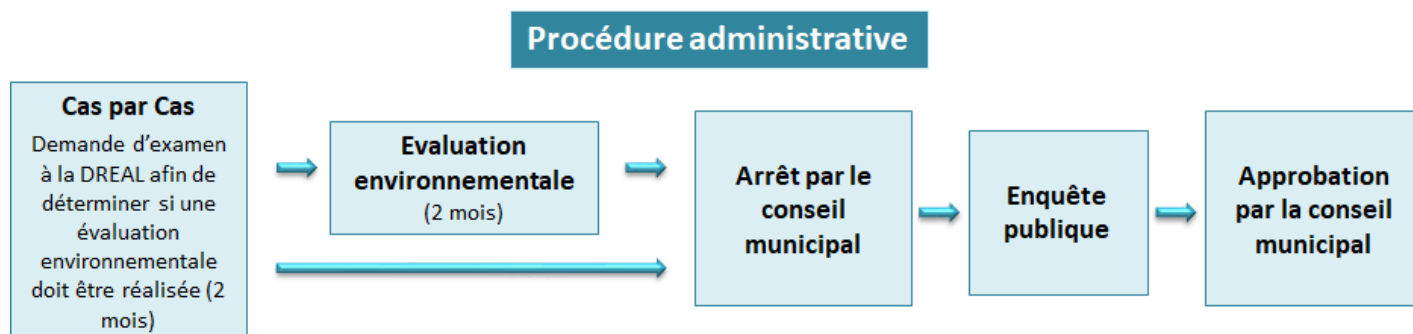 Procédure administrative
Cas par Cas
Demande d'examen
à la DREAL afin de
déterminer si une
évaluation
environnementale
doit être réalisée (2
mois)
Evaluation
environnementale
(2 mois)
Arrêt par le
conseil
municipal
Enquête
publique
Approbation
par la conseil
municipal